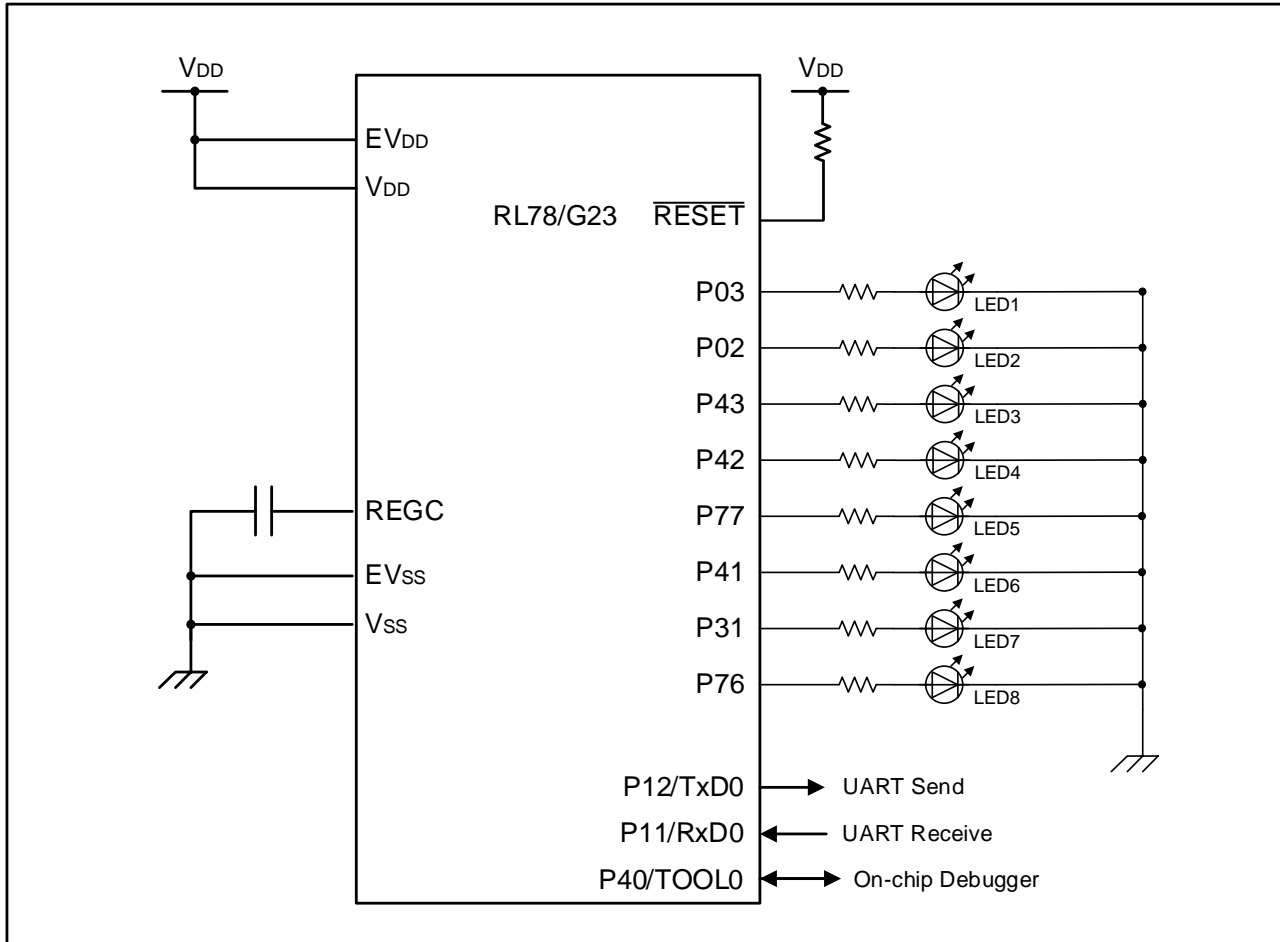 VDD
VDD
EVDD
VDD
RL78/G23 RESET
P03
LED1
P02
LED2
P43
LED3
P42
LED4
REGC
P77
LED5
EVSS
P41
LED6
VSS
P31
LED7
P76
LED8
P12/TxD0 UART Send
P11/RxD0 UART Receive
P40/TOOL0 On-chip Debugger